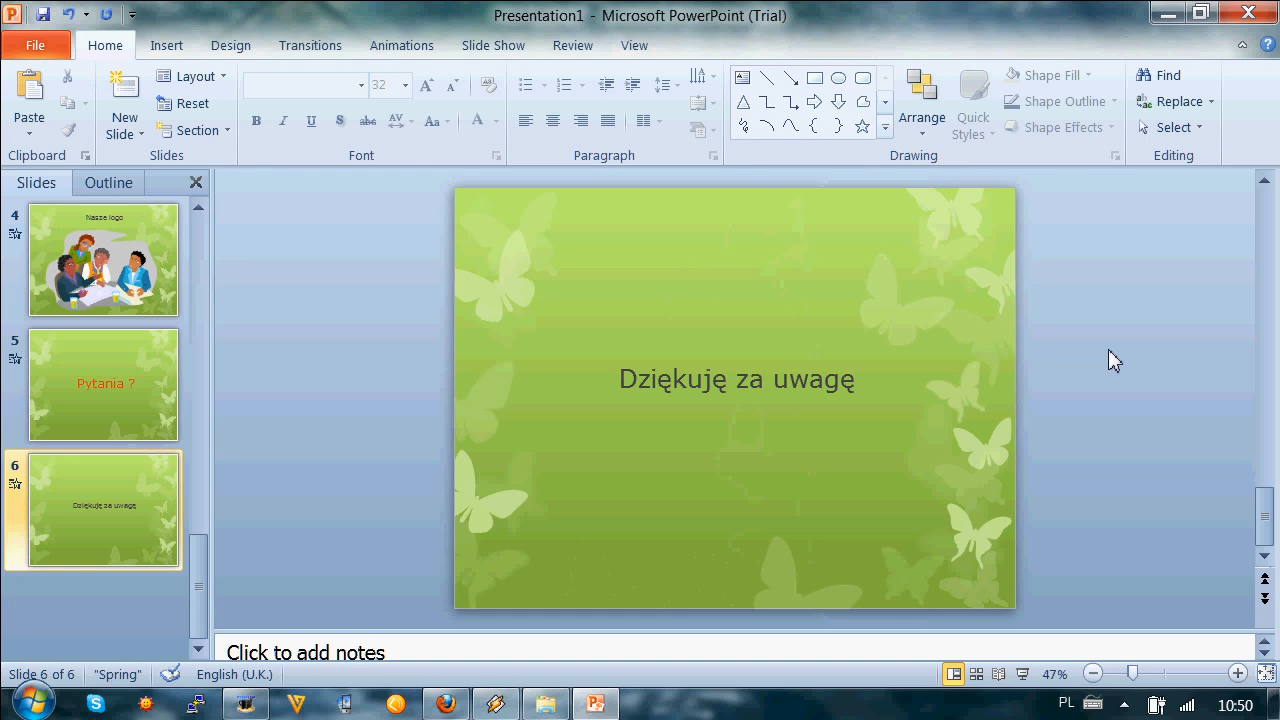 Presentation1 - Microsoft PowerPoint (Trial)
File Home Insert Design Transitions Animations Slide Show Review View
Paste
Clipboard
New Slide
Layout
Reset
Section
Slides
32
B I U S abc AV Aa A
Font
Paragraph
Arrange
Quick Styles
Shape Fill
Shape Outline
Shape Effects
Drawing
Find
Replace
Select
Editing
Slides Outline
4
Nasze logo
5
Pytania ?
6
Dziękuję za uwagę
Dziękuję za uwagę
Click to add notes
Slide 6 of 6 "Spring" English (U.K.) 47%
PL 10:50